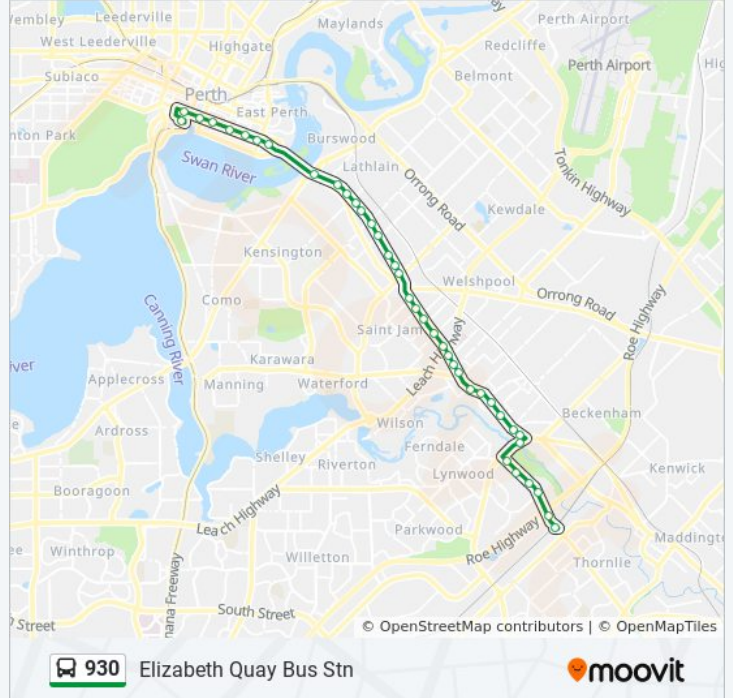 Leederville
West Leederville
Highgate
Maylands
Perth Airport
Redcliffe
Perth Airport
Subiaco
Belmont
Perth
East Perth
Burswood
Swan River
Lathlain
Orrong Road
Tonkin Highway
Kewdale
Kensington
Welshpool
Orrong Road
Canning River
Como
Roe Highway
Karawara
Applecross
Manning
Waterford
Beckenham
Wilson
Ardross
Ferndale
Shelley
Riverton
Lynwood
Kenwick
Booragoon
Leach Highway
Parkwood
Roe Highway
Winthrop
Willetton
Thornlie
South Street
Street
© OpenStreetMap contributors | © OpenMapTiles
930 Elizabeth Quay Bus Stn
moovit